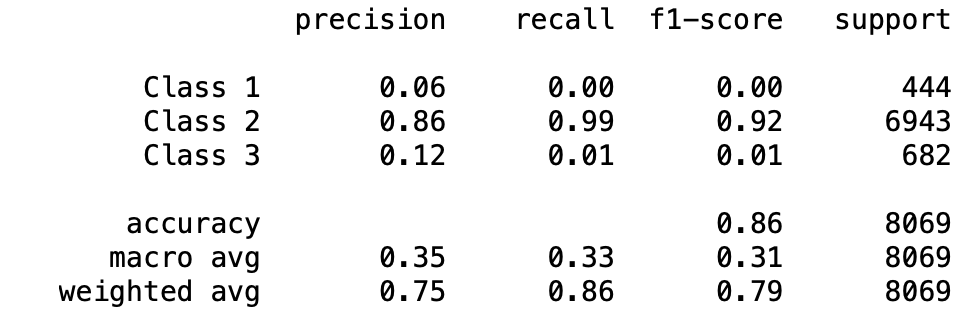 precision recall f1-score support
Class 1 0.06 0.00 0.00 444
Class 2 0.86 0.99 0.92 6943
Class 3 0.12 0.01 0.01 682
accuracy 0.86 8069
macro avg 0.35 0.33 0.31 8069
weighted avg 0.75 0.86 0.79 8069